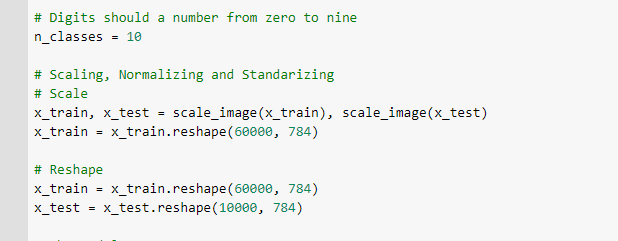 # Digits should a number from zero to nine
n_classes = 10
# Scaling, Normalizing and Standarizing
# Scale
x_train, x_test = scale_image(x_train), scale_image(x_test)
x_train = x_train.reshape(60000, 784)
# Reshape
x_train = x_train.reshape(60000, 784)
x_test = x_test.reshape(10000, 784)